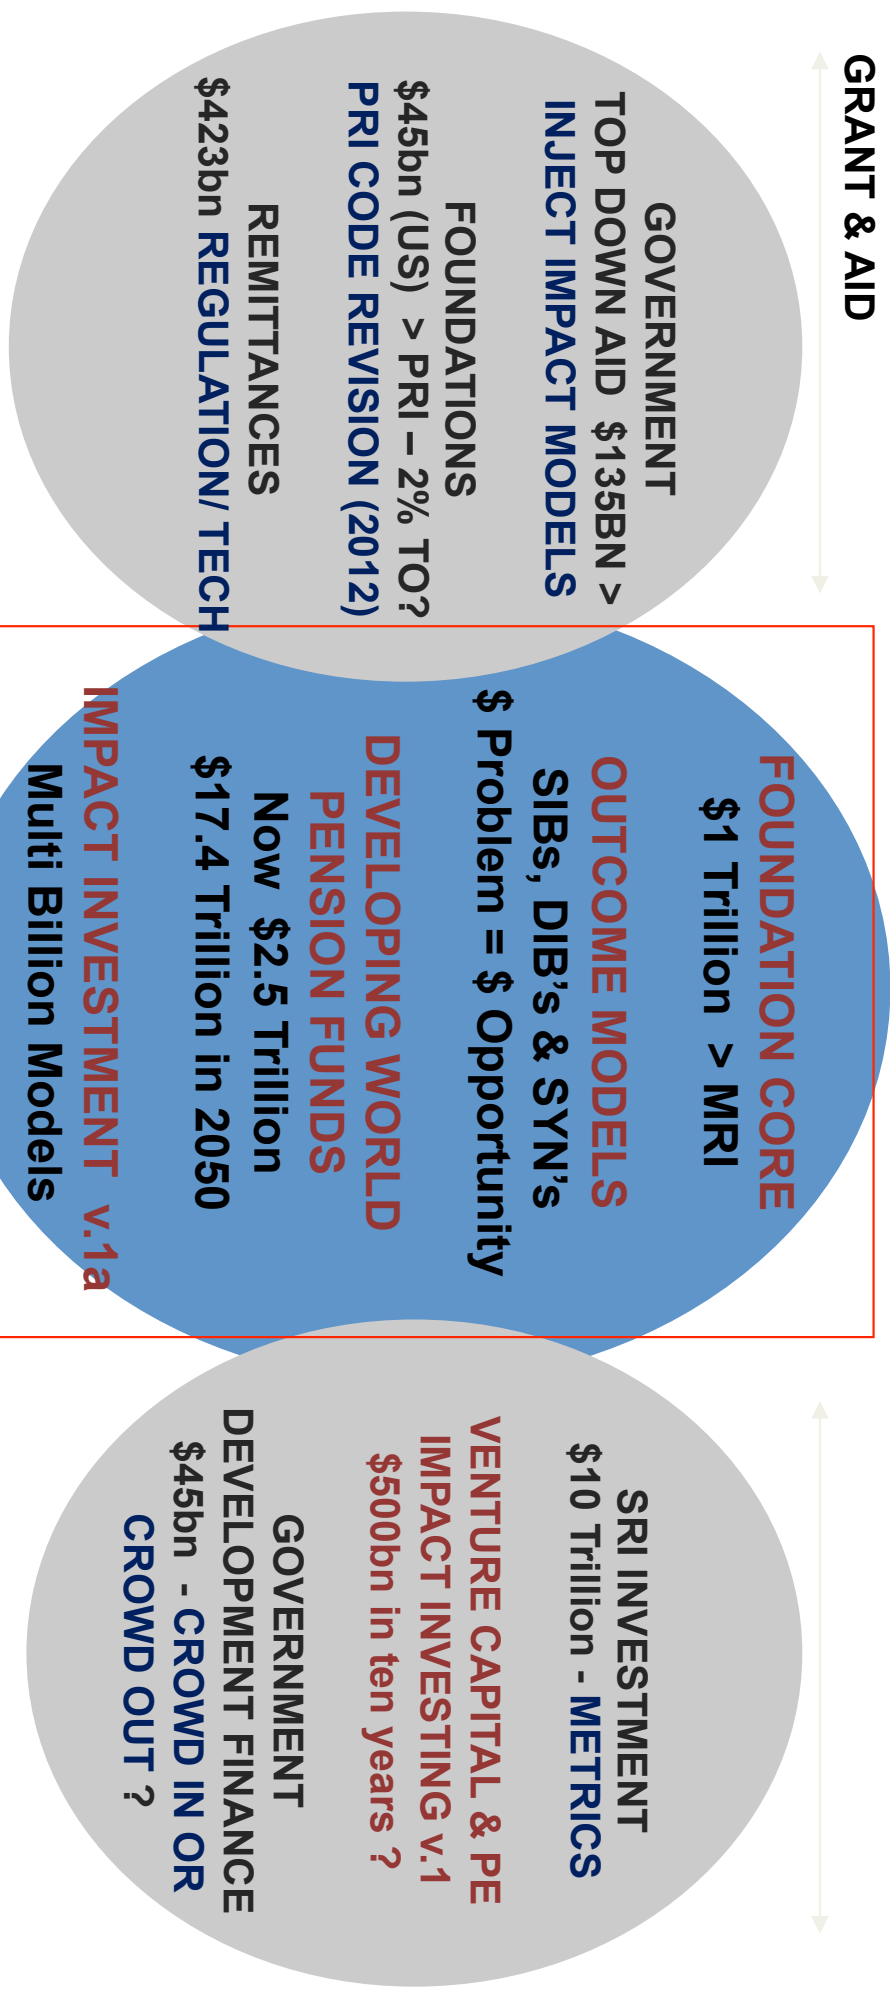 GRANT & AID
GOVERNMENT
TOP DOWN AID $135BN >
INJECT IMPACT MODELS
FOUNDATIONS
$45bn (US) > PRI – 2% TO?
PRI CODE REVISION (2012)
REMITTANCES
$423bn REGULATION/ TECH
FOUNDATION CORE
$1 Trillion > MRI
OUTCOME MODELS
SIBs, DIB’s & SYN’s
$ Problem = $ Opportunity
DEVELOPING WORLD
PENSION FUNDS
Now $2.5 Trillion
$17.4 Trillion in 2050
IMPACT INVESTMENT v.1a
Multi Billion Models
SRI INVESTMENT
$10 Trillion - METRICS
VENTURE CAPITAL & PE
IMPACT INVESTING v.1
$500bn in ten years ?
GOVERNMENT
DEVELOPMENT FINANCE
$45bn - CROWD IN OR
CROWD OUT ?